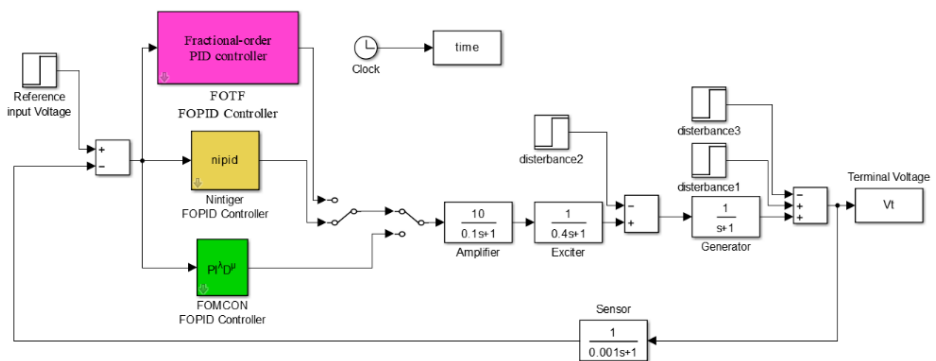 Fractional-order
PID controller
FOTF
FOPID Controller
time
Clock
Reference
input Voltage
+
−
nipid
Nintiger
FOPID Controller
PIλDμ
FOMCON
FOPID Controller
10
0.1s+1
Amplifier
1
0.4s+1
Exciter
disterbance2
−
+
disterbance3
disterbance1
1
s+1
Generator
−
+
+
Terminal Voltage
Vt
Sensor
1
0.001s+1